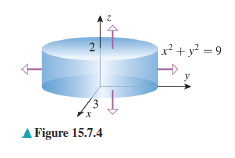 z
2
x² + y² = 9
y
3
x
▲ Figure 15.7.4